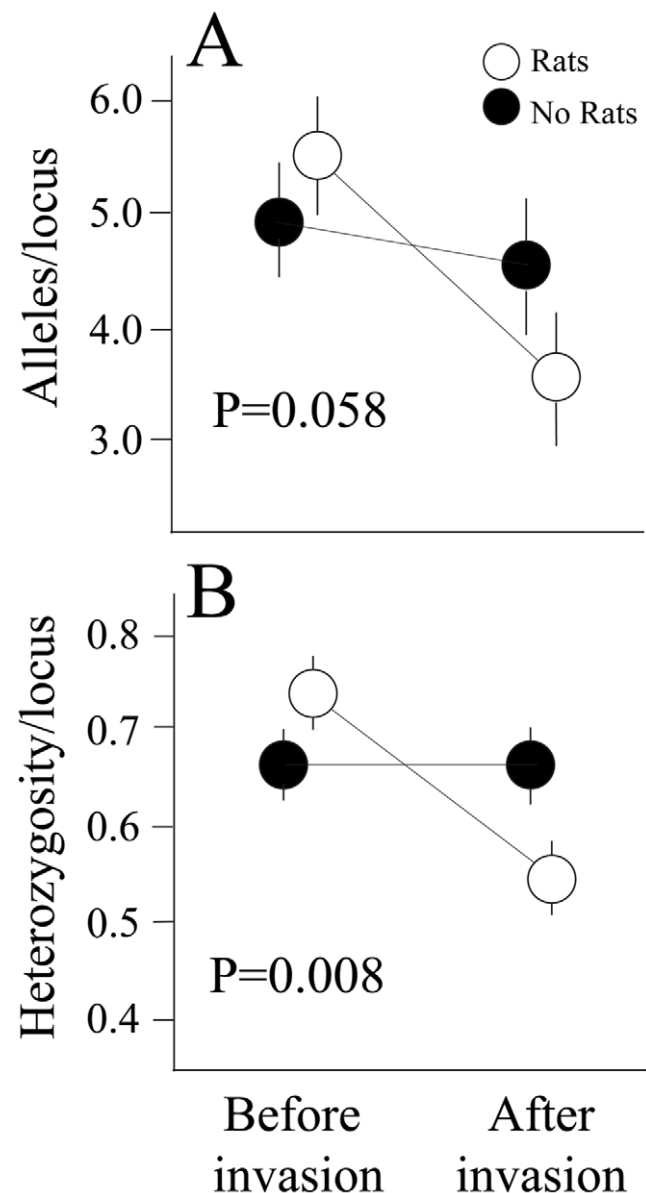 A
Rats
No Rats
6.0
5.0
4.0
3.0
Alleles/locus
P=0.058
B
0.8
0.7
0.6
0.5
0.4
Heterozygosity/locus
P=0.008
Before
invasion
After
invasion